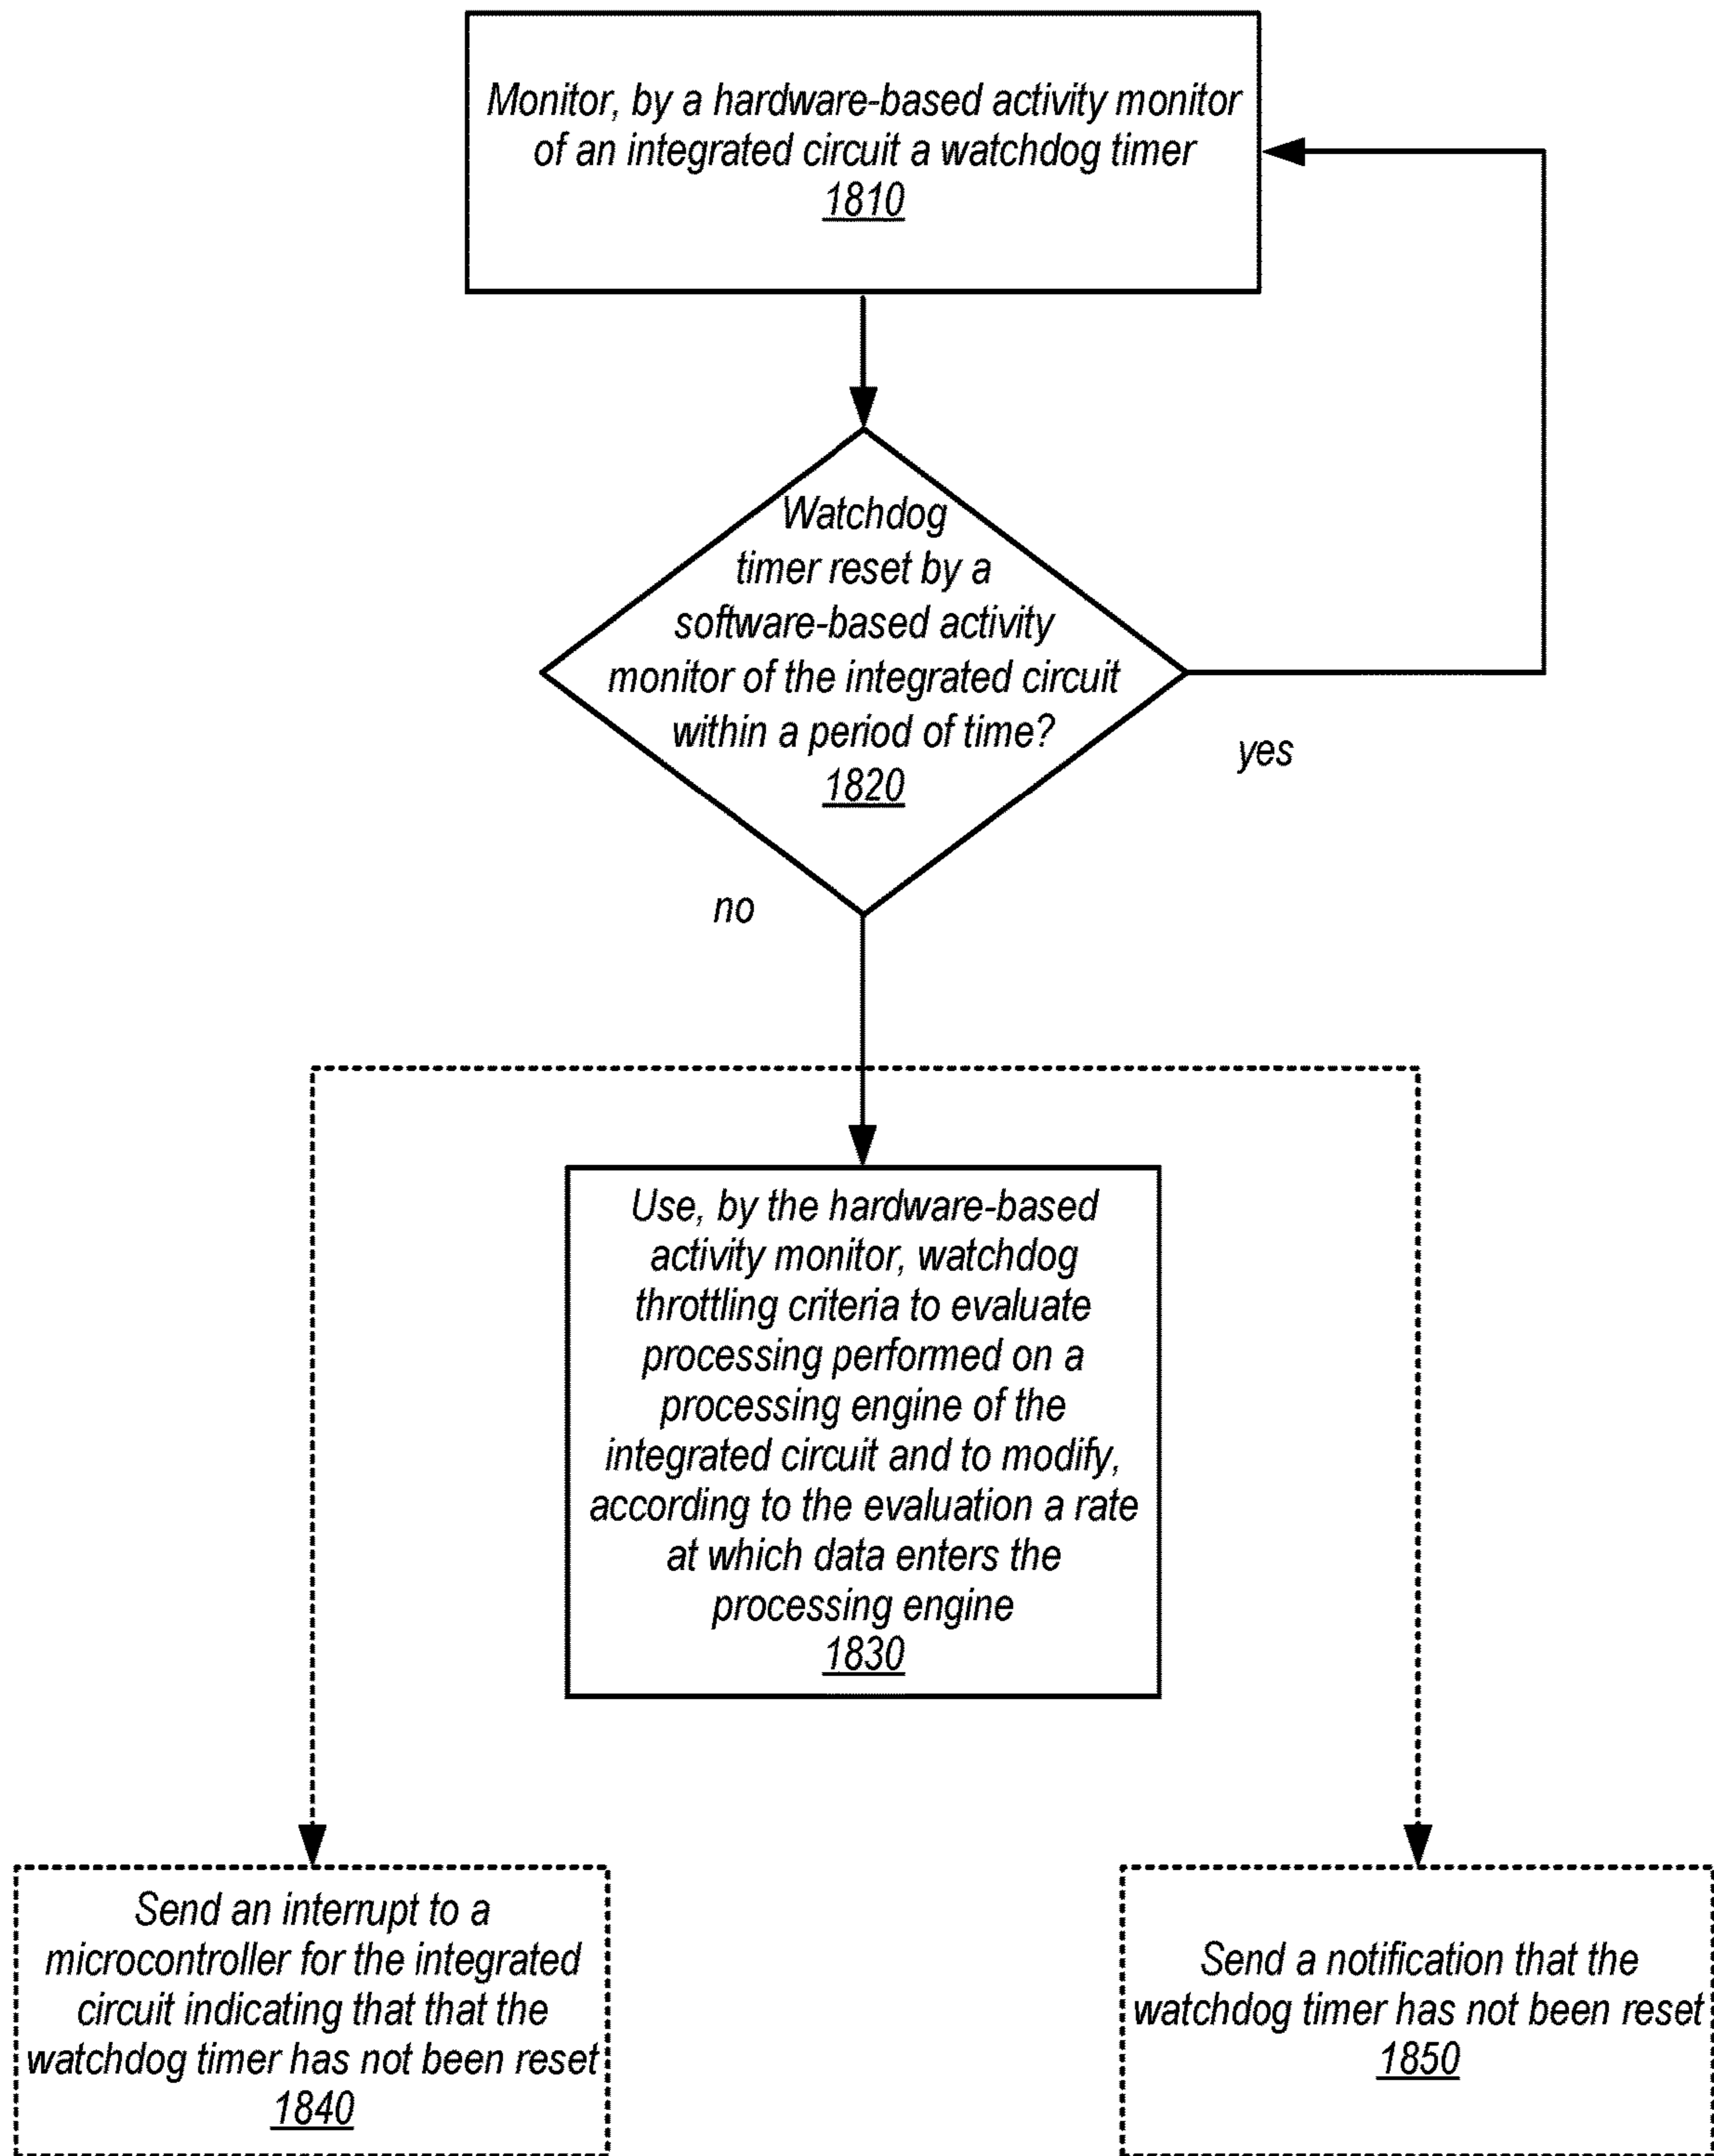 Monitor, by a hardware-based activity monitor
of an integrated circuit a watchdog timer
1810
Watchdog
timer reset by a
software-based activity
monitor of the integrated circuit
within a period of time?
1820
yes
no
Use, by the hardware-based
activity monitor, watchdog
throttling criteria to evaluate
processing performed on a
processing engine of the
integrated circuit and to modify,
according to the evaluation a rate
at which data enters the
processing engine
1830
Send an interrupt to a
microcontroller for the integrated
circuit indicating that that the
watchdog timer has not been reset
1840
Send a notification that the
watchdog timer has not been reset
1850